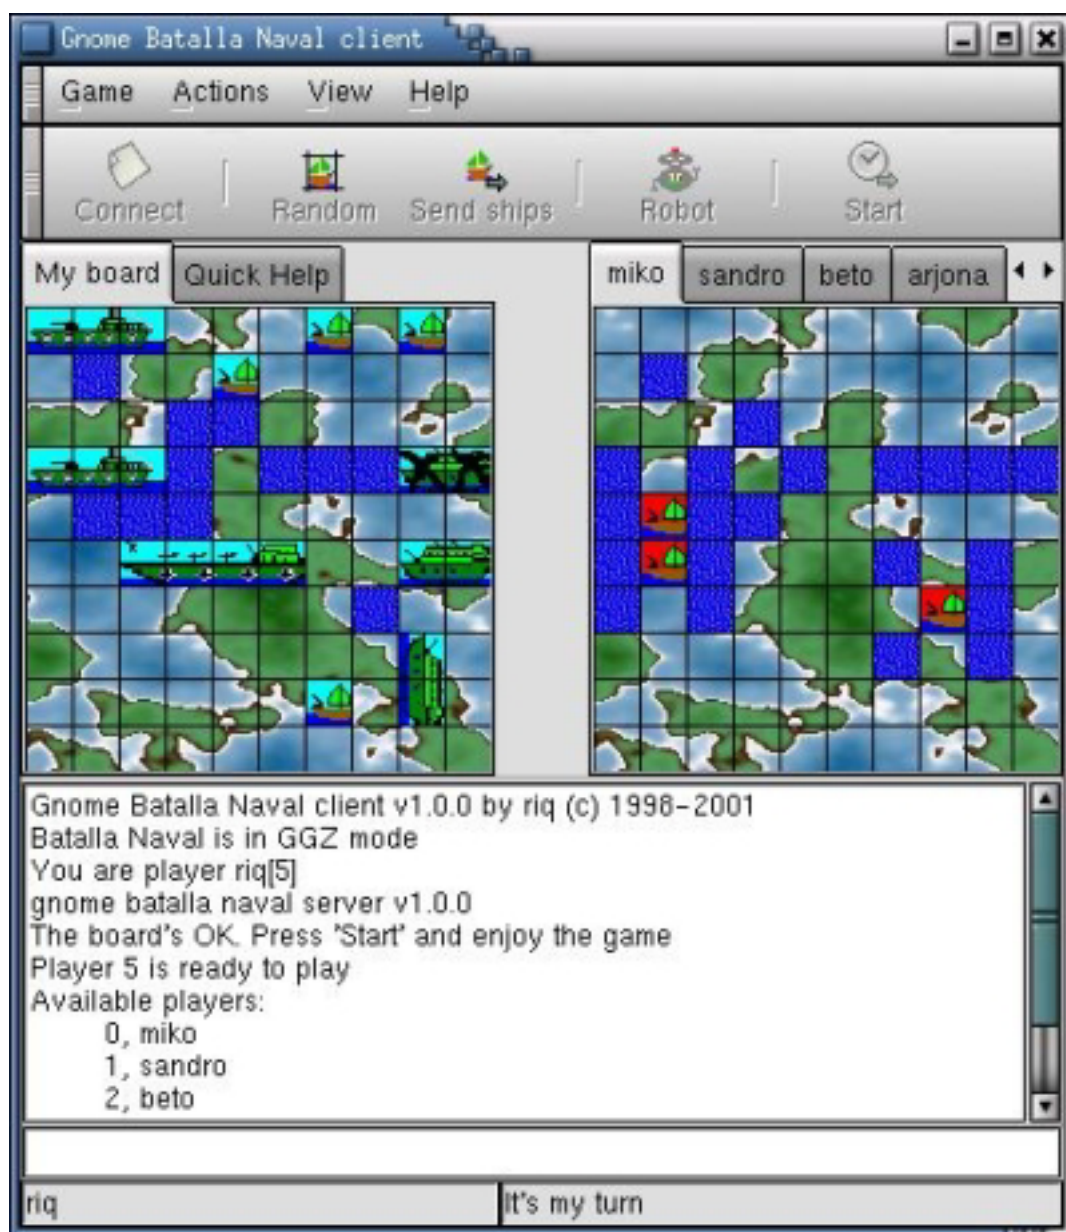 Gnome Batalla Naval client
Game Actions View Help
Connect Random Send ships Robot Start
My board Quick Help miko sandro beto arjona
Gnome Batalla Naval client v1.0.0 by riq (c) 1998-2001
Batalla Naval is in GGZ mode
You are player riq[5]
gnome batalla naval server v1.0.0
The board's OK. Press 'Start' and enjoy the game
Player 5 is ready to play
Available players:
0, miko
1, sandro
2, beto
riq It's my turn